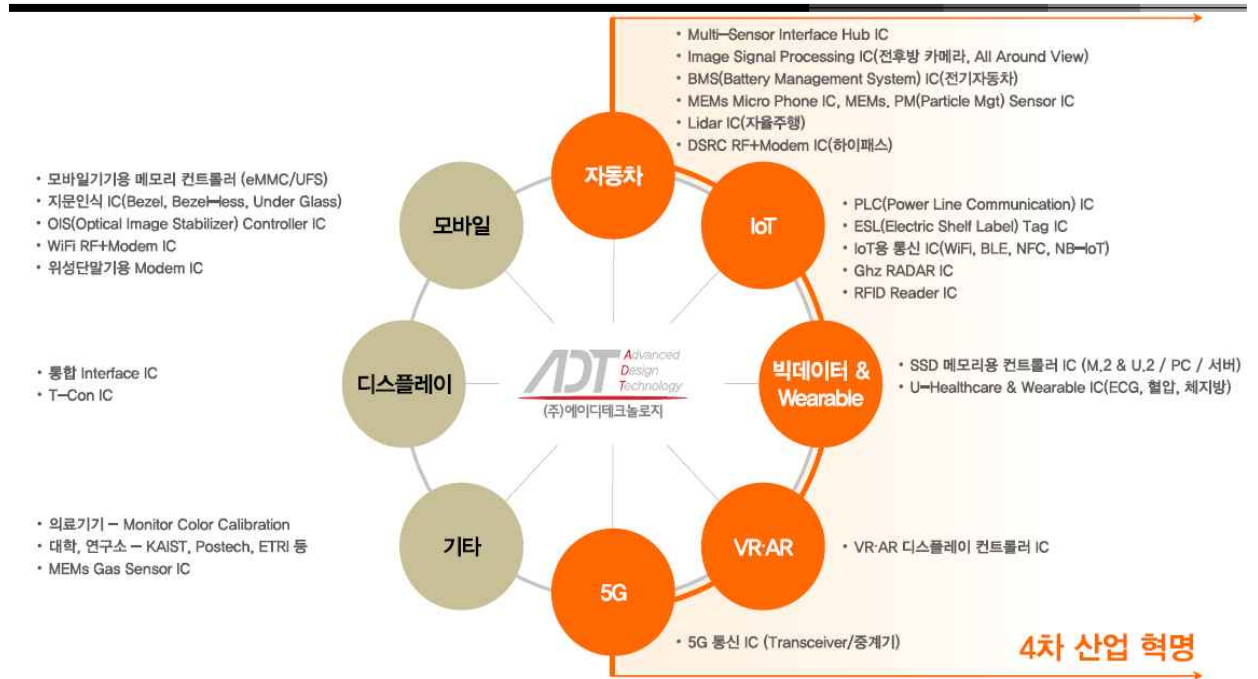 • Multi-Sensor Interface Hub IC
• Image Signal Processing IC(전후방 카메라, All Around View)
• BMS(Battery Management System) IC(전기자동차)
• MEMs Micro Phone IC, MEMs. PM(Particle Mgt) Sensor IC
• Lidar IC(자율주행)
• DSRC RF+Modem IC(하이패스)
자동차
• 모바일기기용 메모리 컨트롤러 (eMMC/UFS)
• 지문인식 IC(Bezel, Bezel-less, Under Glass)
• OIS(Optical Image Stabilizer) Controller IC
• WiFi RF+Modem IC
• 위성단말기용 Modem IC
모바일
IoT
• PLC(Power Line Communication) IC
• ESL(Electric Shelf Label) Tag IC
• IoT용 통신 IC(WiFi, BLE, NFC, NB-IoT)
• Ghz RADAR IC
• RFID Reader IC
• 통합 Interface IC
• T-Con IC
디스플레이
ADT Advanced
Design
Technology
(주)에이디테크놀로지
빅데이터 &
Wearable
• SSD 메모리용 컨트롤러 IC (M.2 & U.2 / PC / 서버)
• U-Healthcare & Wearable IC(ECG, 혈압, 체지방)
• 의료기기 - Monitor Color Calibration
• 대학, 연구소 - KAIST, Postech, ETRI 등
• MEMs Gas Sensor IC
기타
VR·AR
• VR·AR 디스플레이 컨트롤러 IC
5G
• 5G 통신 IC (Transceiver/중계기)
4차 산업 혁명